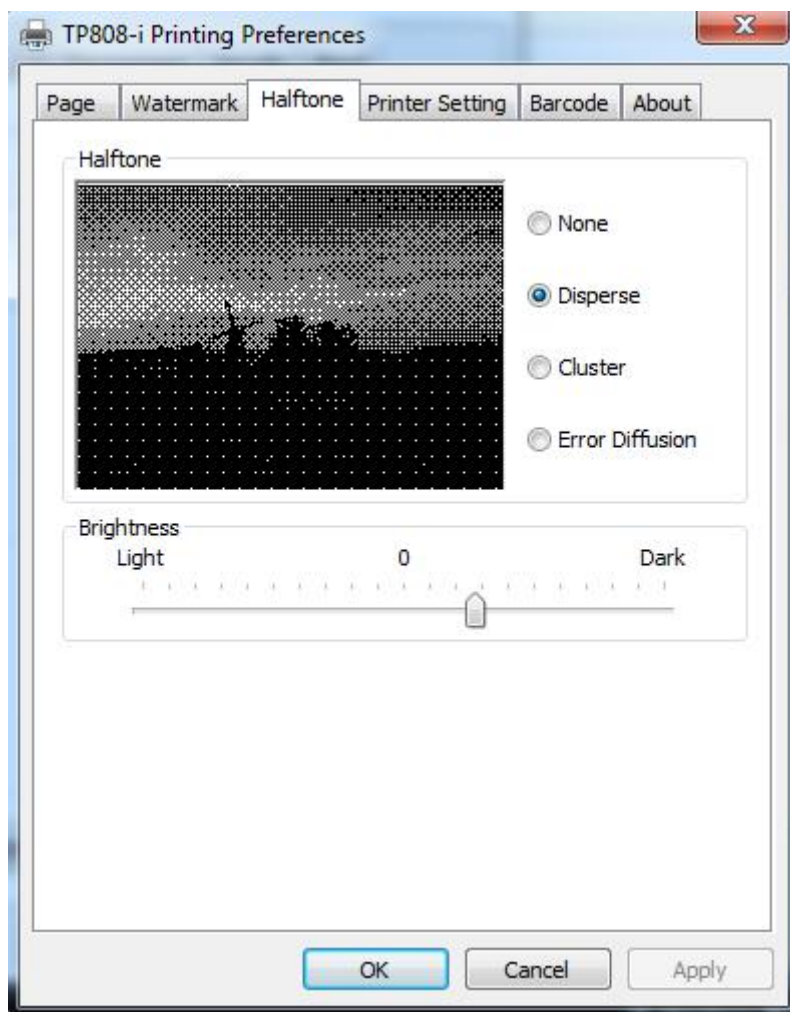 TP808-i Printing Preferences
Page Watermark Halftone Printer Setting Barcode About
Halftone
None
Disperse
Cluster
Error Diffusion
Brightness
Light 0 Dark
OK Cancel Apply